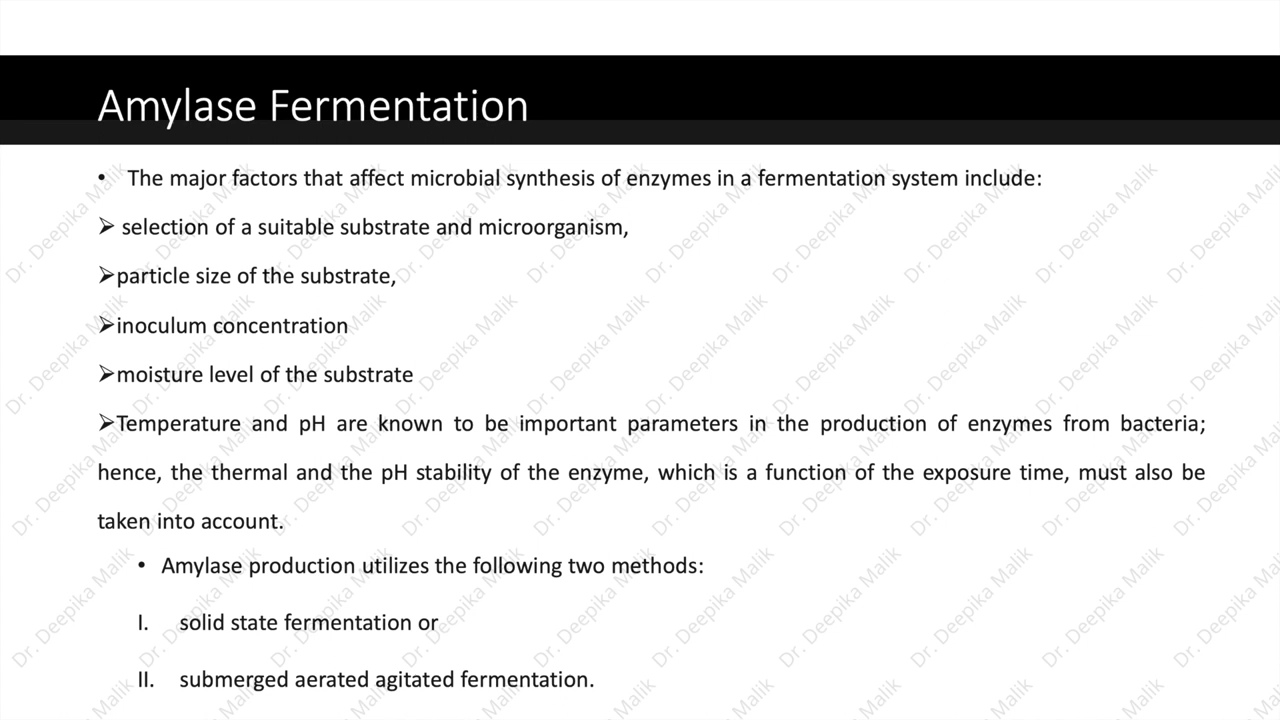 Amylase Fermentation
• The major factors that affect microbial synthesis of enzymes in a fermentation system include:
➢ selection of a suitable substrate and microorganism,
➢particle size of the substrate,
➢inoculum concentration
➢moisture level of the substrate
➢Temperature and pH are known to be important parameters in the production of enzymes from bacteria;
hence, the thermal and the pH stability of the enzyme, which is a function of the exposure time, must also be
taken into account.
• Amylase production utilizes the following two methods:
I. solid state fermentation or
II. submerged aerated agitated fermentation.
Dr. Deepika Malik